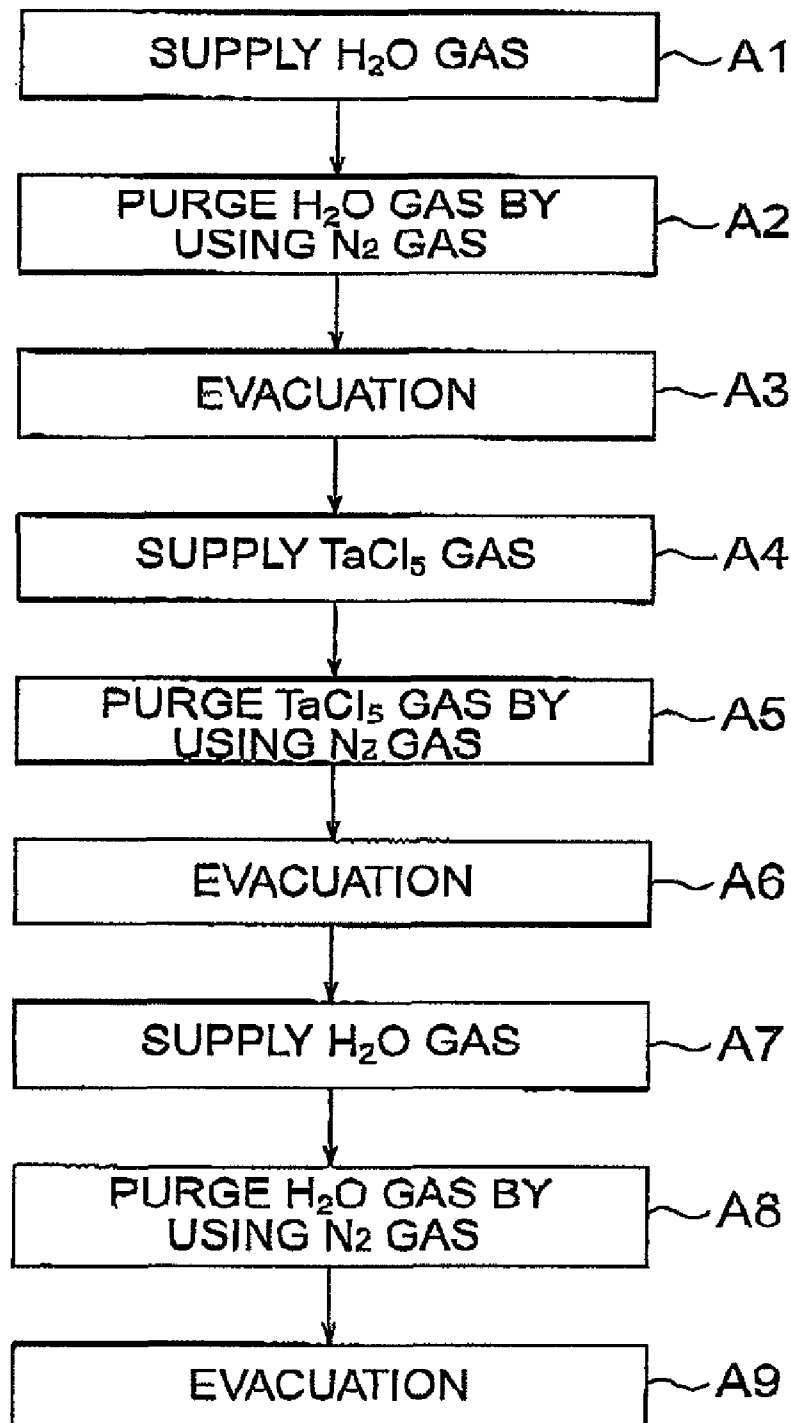 SUPPLY H₂O GAS A1
PURGE H₂O GAS BY
USING N₂ GAS A2
EVACUATION A3
SUPPLY TaCl₅ GAS A4
PURGE TaCl₅ GAS BY
USING N₂ GAS A5
EVACUATION A6
SUPPLY H₂O GAS A7
PURGE H₂O GAS BY
USING N₂ GAS A8
EVACUATION A9